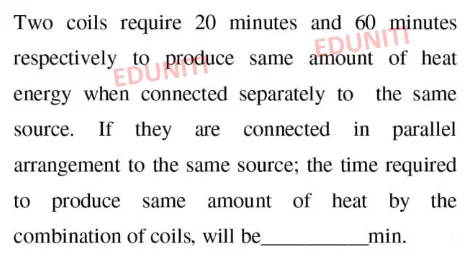 Two coils require 20 minutes and 60 minutes
respectively to produce same amount of heat
energy when connected separately to the same
source. If they are connected in parallel
arrangement to the same source; the time required
to produce same amount of heat by the
combination of coils, will be___________min.
EDUNITI
EDUNITI